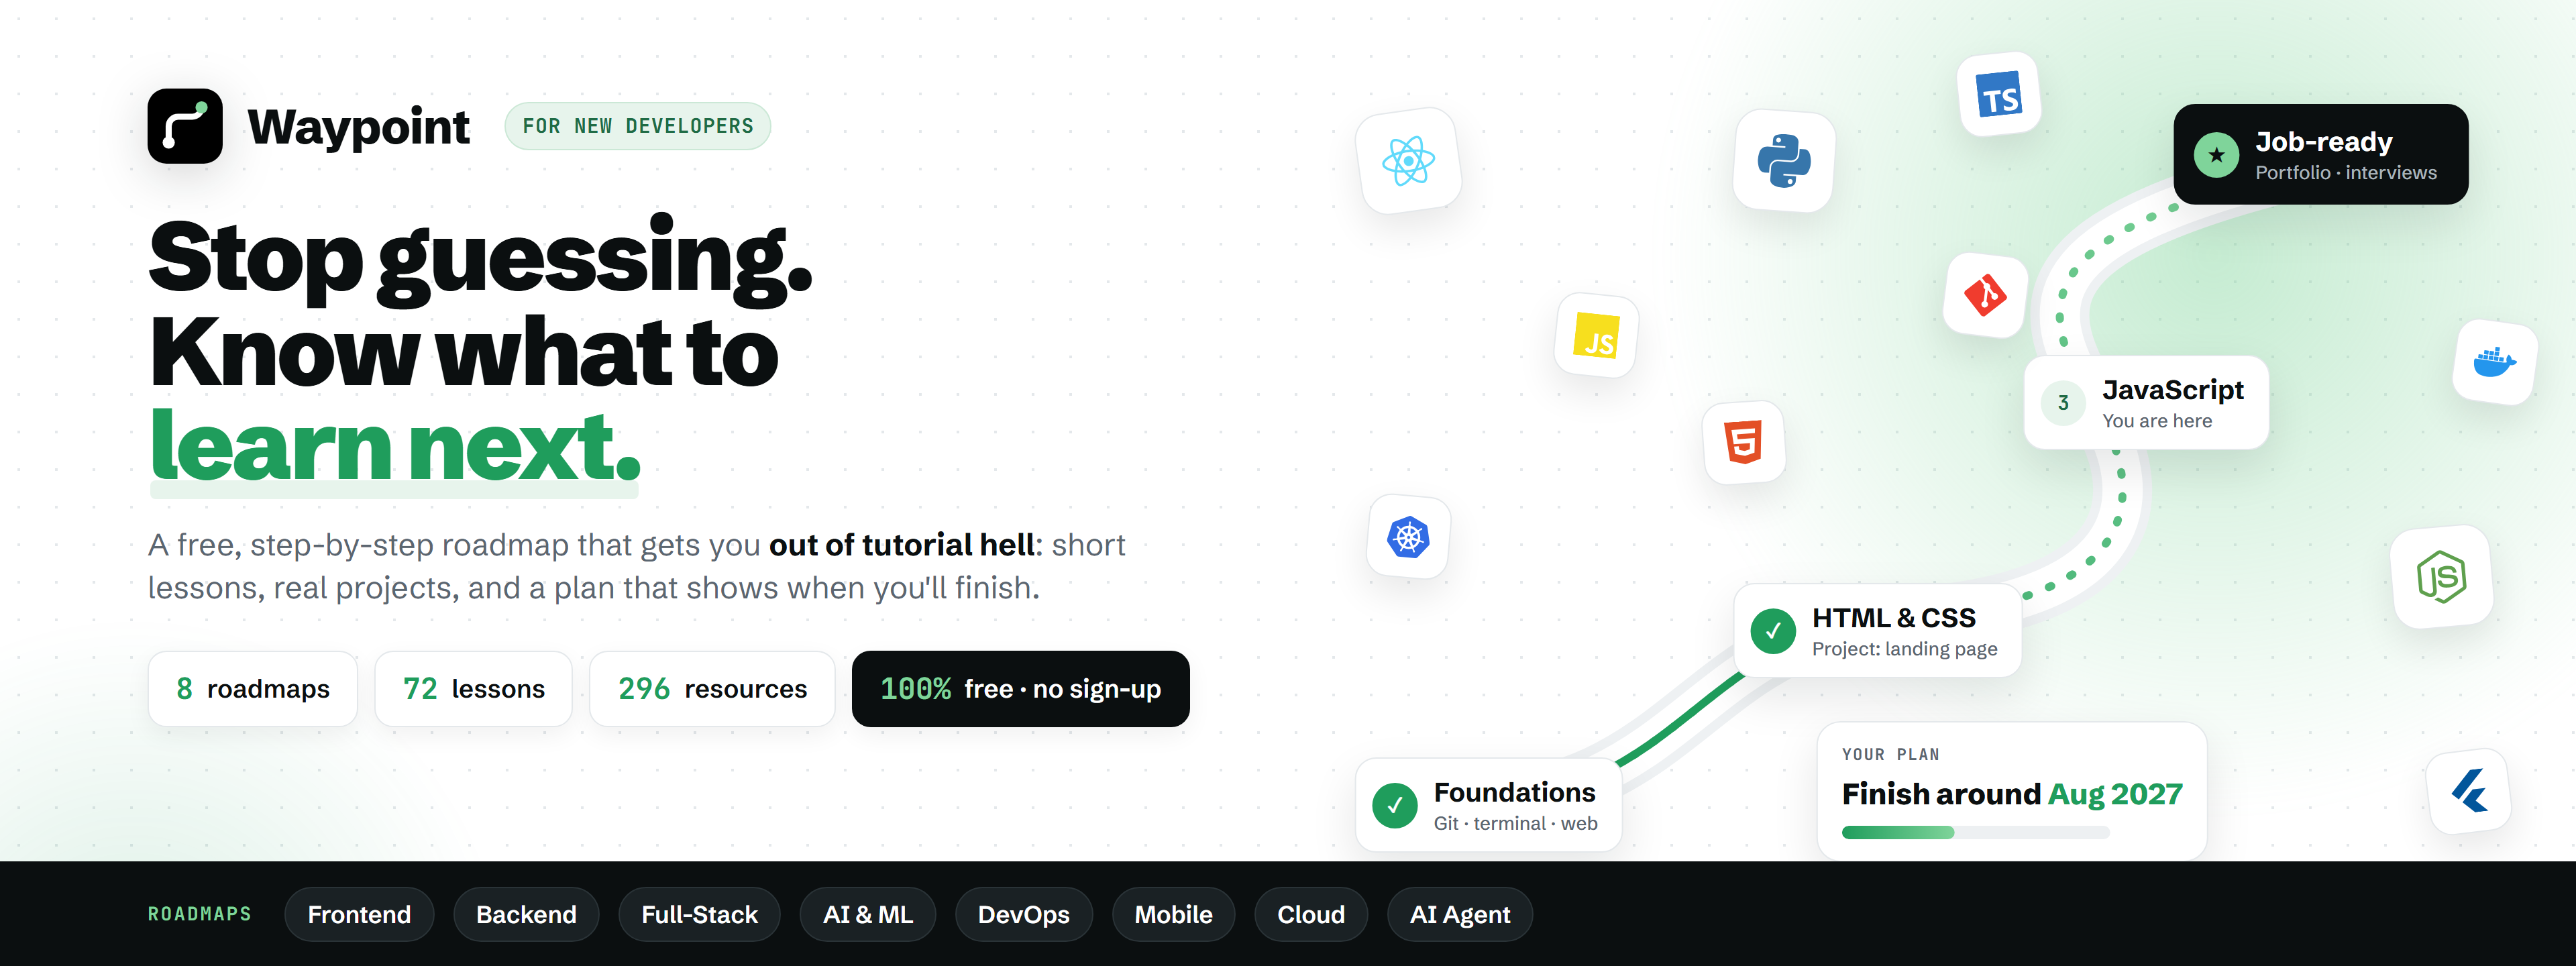 Waypoint
FOR NEW DEVELOPERS
Stop guessing.
Know what to
learn next.
A free, step-by-step roadmap that gets you out of tutorial hell: short
lessons, real projects, and a plan that shows when you'll finish.
8 roadmaps
72 lessons
296 resources
100% free · no sign-up
TS
Job-ready
Portfolio · interviews
JS
3
JavaScript
You are here
5
JS
✓
HTML & CSS
Project: landing page
✓
Foundations
Git · terminal · web
YOUR PLAN
Finish around Aug 2027
ROADMAPS
Frontend
Backend
Full-Stack
AI & ML
DevOps
Mobile
Cloud
AI Agent